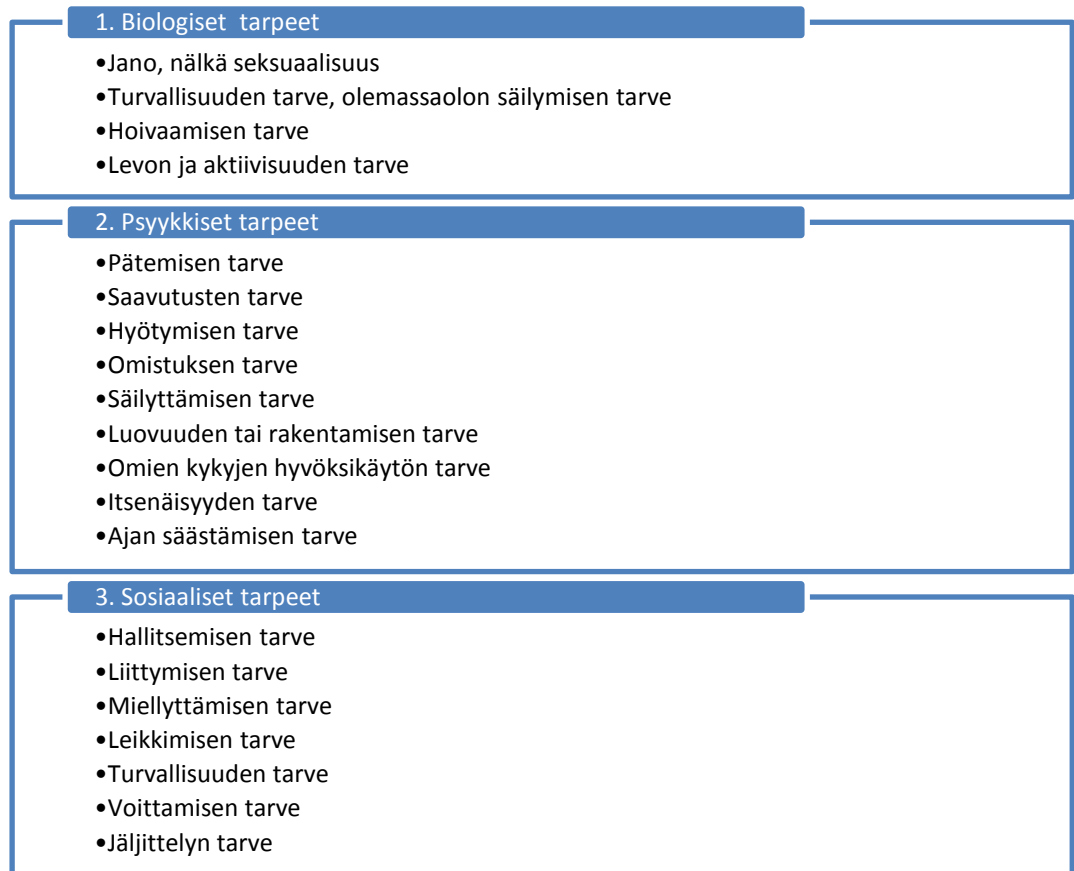 1. Biologiset  tarpeet
•Jano, nälkä seksuaalisuus
•Turvallisuuden tarve, olemassaolon säilymisen tarve
•Hoivaamisen tarve
•Levon ja aktiivisuuden tarve
2. Psyykkiset tarpeet
•Pätemisen tarve
•Saavutusten tarve
•Hyötymisen tarve
•Omistuksen tarve
•Säilyttämisen tarve
•Luovuuden tai rakentamisen tarve
•Omien kykyjen hyvöksikäytön tarve
•Itsenäisyyden tarve
•Ajan säästämisen tarve
3. Sosiaaliset tarpeet
•Hallitsemisen tarve
•Liittymisen tarve
•Miellyttämisen tarve
•Leikkimisen tarve
•Turvallisuuden tarve
•Voittamisen tarve
•Jäljittelyn tarve